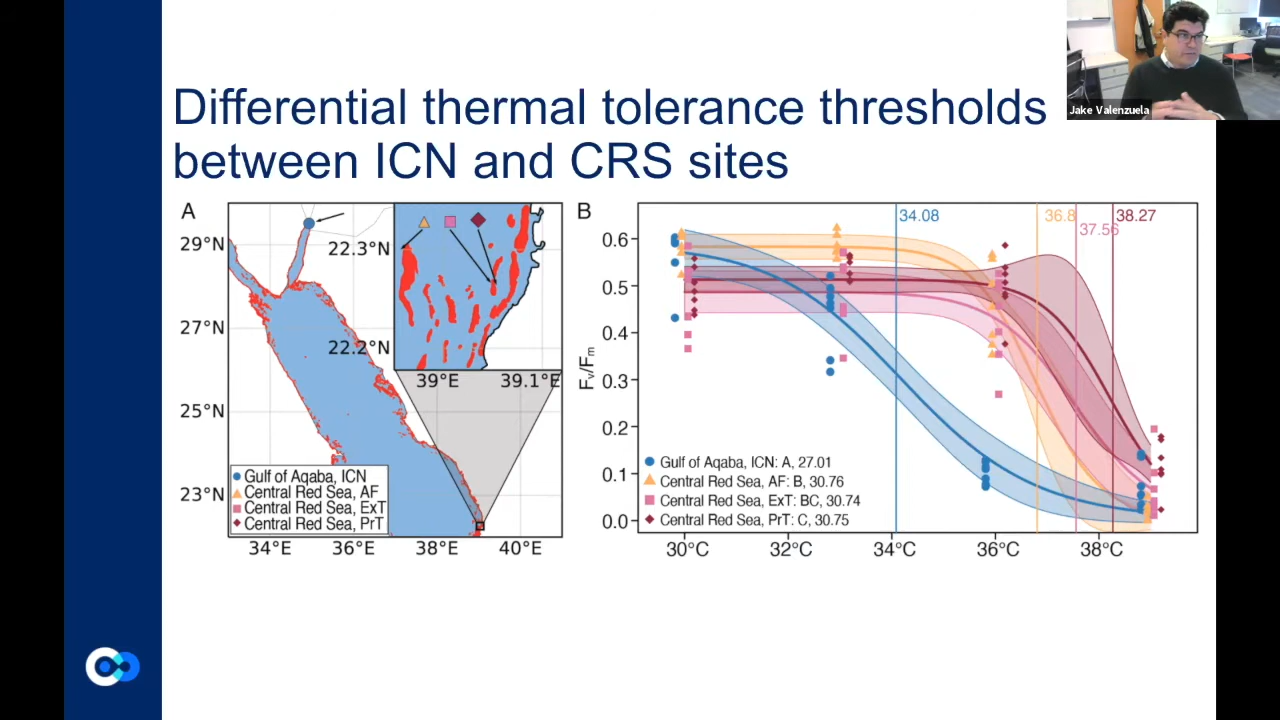 Jake Valenzuela
Differential thermal tolerance thresholds
between ICN and CRS sites
A
29°N
27°N
25°N
23°N
22.3°N
22.2°N
39°E
39.1°E
Gulf of Aqaba, ICN
Central Red Sea, AF
Central Red Sea, ExT
Central Red Sea, PrT
34°E
36°E
38°E
40°E
B
34.08
36.8
37.56
38.27
Fv/Fm
0.6
0.5
0.4
0.3
0.2
0.1
0.0
Gulf of Aqaba, ICN: A, 27.01
Central Red Sea, AF: B, 30.76
Central Red Sea, ExT: BC, 30.74
Central Red Sea, PrT: C, 30.75
30°C
32°C
34°C
36°C
38°C